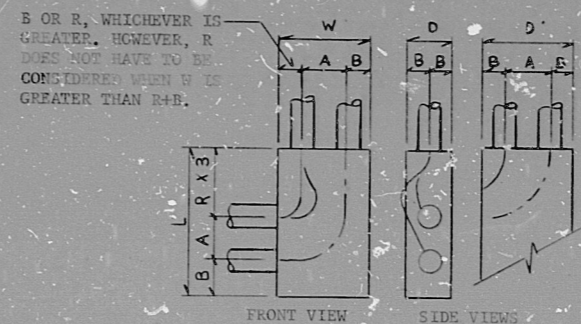 B OR R, WHICHEVER IS
GREATER. HOWEVER, R
DOES NOT HAVE TO BE
CONSIDERED WHEN W IS
GREATER THAN R+B.
W
D
D'
A B
B B
B A B
L
R x 3
A
B
FRONT VIEW
SIDE VIEWS